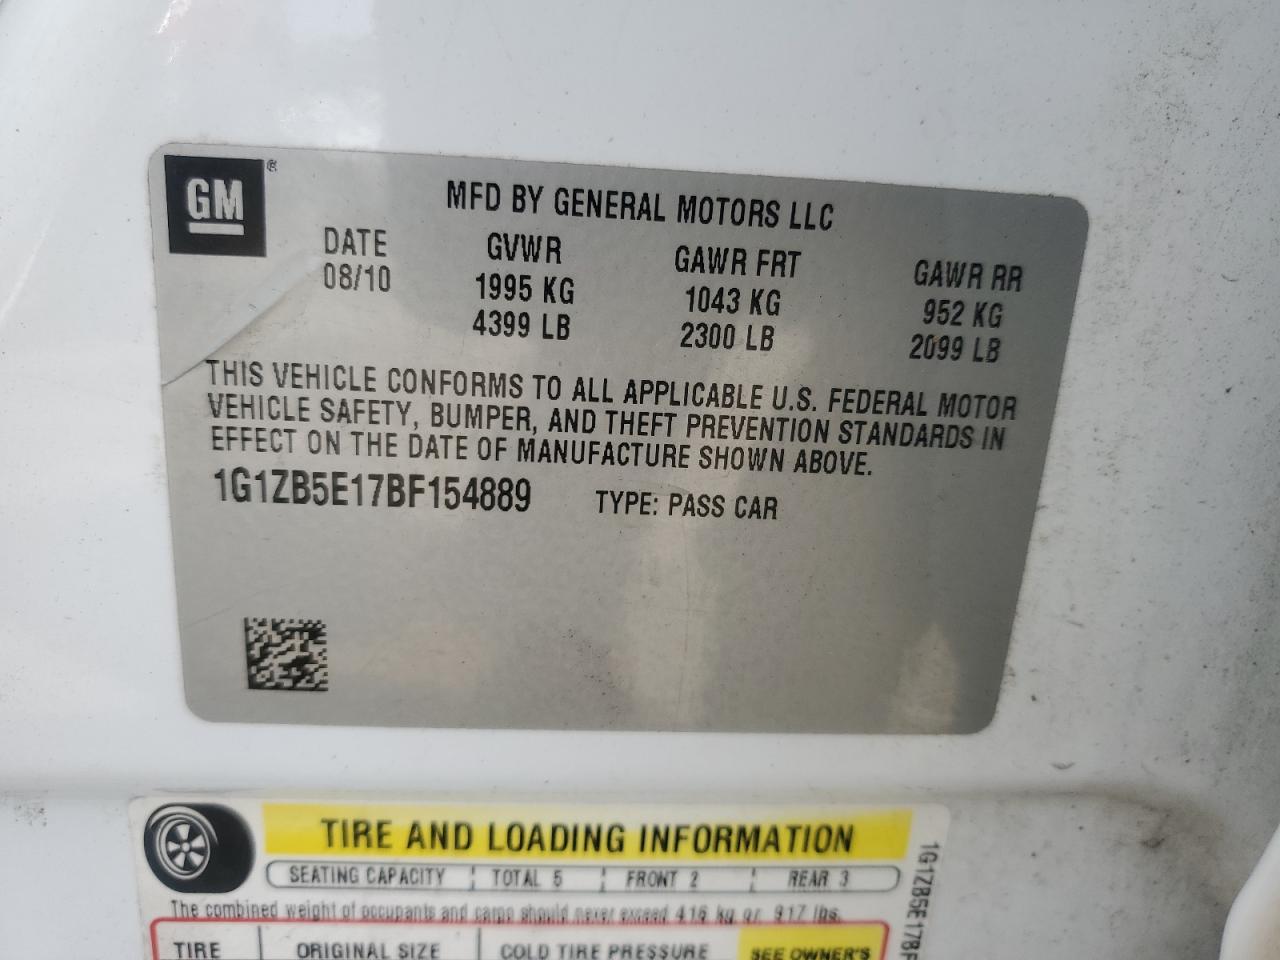 GM ®
MFD BY GENERAL MOTORS LLC
DATE GVWR GAWR FRT GAWR RR
08/10 1995 KG 1043 KG 952 KG
4399 LB 2300 LB 2099 LB
THIS VEHICLE CONFORMS TO ALL APPLICABLE U.S. FEDERAL MOTOR
VEHICLE SAFETY, BUMPER, AND THEFT PREVENTION STANDARDS IN
EFFECT ON THE DATE OF MANUFACTURE SHOWN ABOVE.
1G1ZB5E17BF154889 TYPE: PASS CAR
TIRE AND LOADING INFORMATION
SEATING CAPACITY TOTAL 5 FRONT 2 REAR 3
The combined weight of occupants and cargo should never exceed 416 kg or 917 lbs.
TIRE ORIGINAL SIZE COLD TIRE PRESSURE SEE OWNER'S
1G1ZB5E17BF